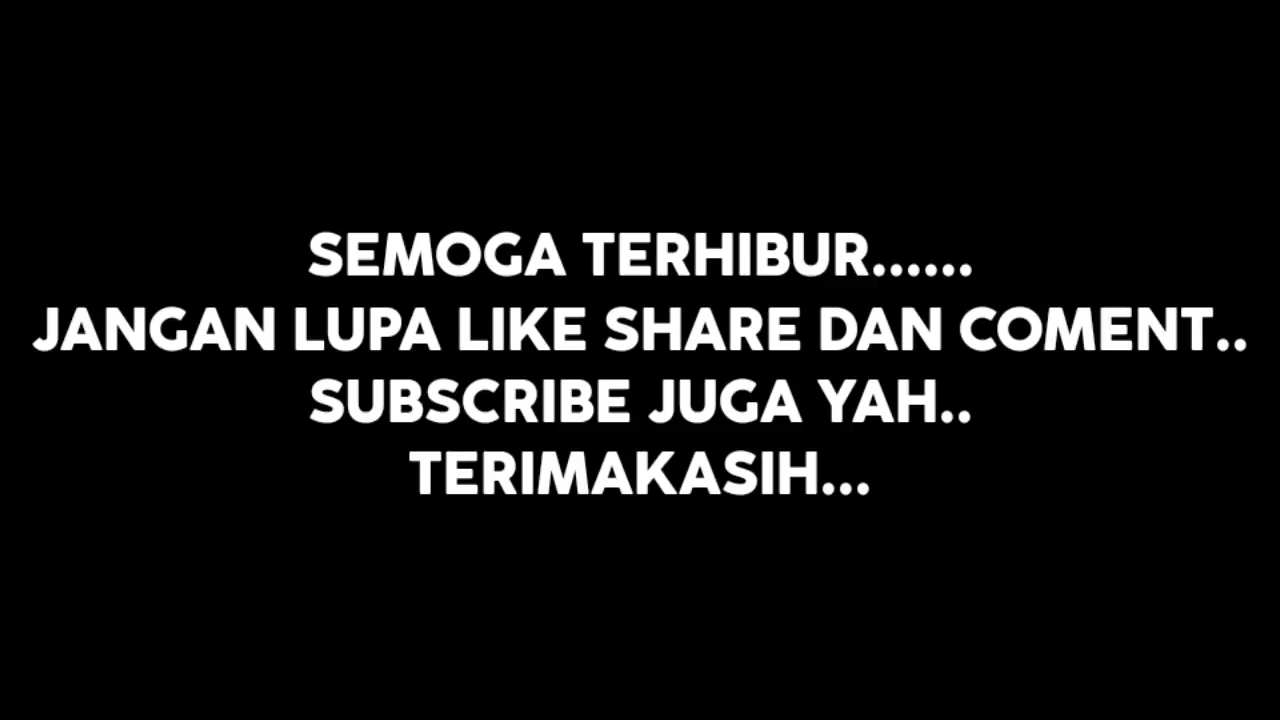 SEMOGA TERHIBUR......
JANGAN LUPA LIKE SHARE DAN COMENT..
SUBSCRIBE JUGA YAH..
TERIMAKASIH...